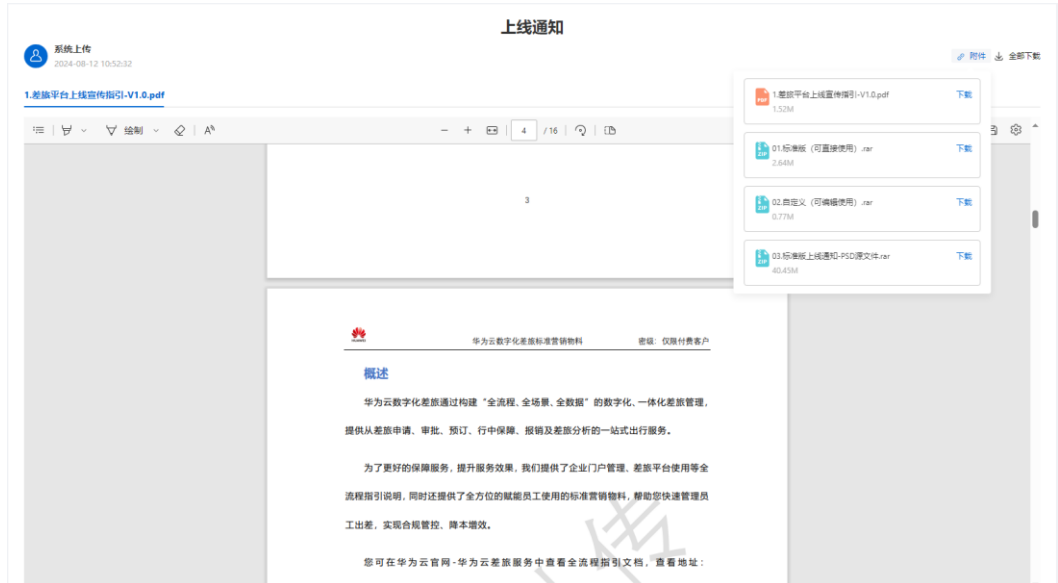 上线通知
系统上传
2024-08-12 10:52:32
附件 全部下载
1.差旅平台上线宣传指引-V1.0.pdf
绘制
4 /16
1.差旅平台上线宣传指引-V1.0.pdf 下载
1.52M
01.标准版（可直接使用）.rar 下载
2.64M
02.自定义（可编辑使用）.rar 下载
0.77M
03.标准版上线通知-PSD源文件.rar 下载
40.45M
3
HUAWEI 华为云数字化差旅标准营销物料 密级：仅限付费客户
概述
华为云数字化差旅通过构建“全流程、全场景、全数据”的数字化、一体化差旅管理，
提供从差旅申请、审批、预订、行中保障、报销及差旅分析的一站式出行服务。
为了更好的保障服务，提升服务效果，我们提供了企业门户管理、差旅平台使用等全
流程指引说明，同时还提供了全方位的赋能员工使用的标准营销物料，帮助您快速管理员
工出差，实现合规管控、降本增效。
您可在华为云官网-华为云差旅服务中查看全流程指引文档，查看地址：